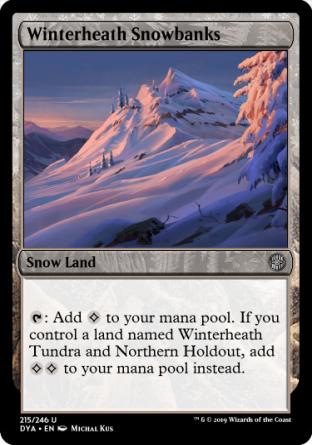 Winterheath Snowbanks
Snow Land
: Add to your mana pool. If you
control a land named Winterheath
Tundra and Northern Holdout, add
to your mana pool instead.
215/246 U
DYA • EN Michal Kus
™ & © 2019 Wizards of the Coast